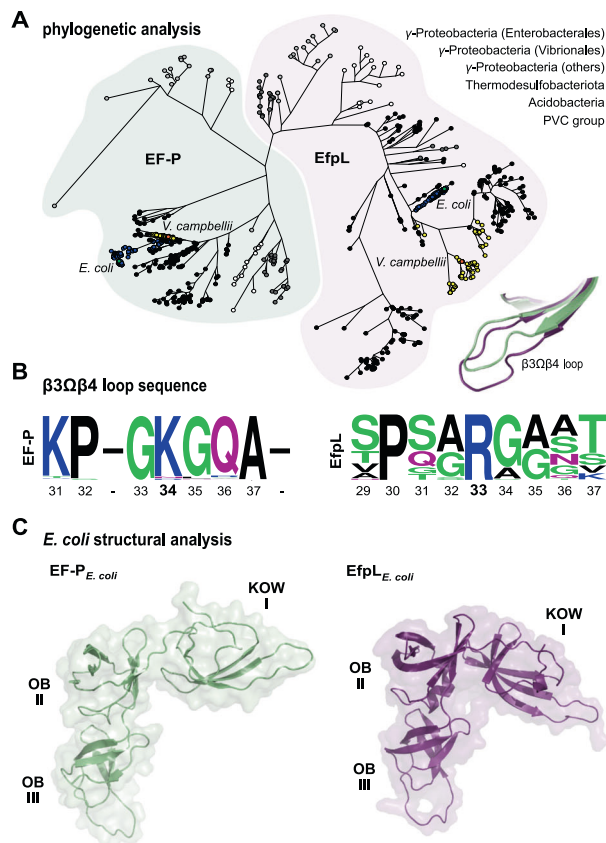 A phylogenetic analysis
γ-Proteobacteria (Enterobacterales)
γ-Proteobacteria (Vibrionales)
γ-Proteobacteria (others)
Thermodesulfobacteriota
Acidobacteria
PVC group
EF-P
EfpL
E. coli
V. campbellii
V. campbellii
E. coli
β3Ωβ4 loop
B β3Ωβ4 loop sequence
EF-P
KP-GKGQA-
31 32 - 33 34 35 36 37 -
EfpL
SPSARGAAT
T Q G A G S S
V G N G
A T G K
29 30 31 32 33 34 35 36 37
C E. coli structural analysis
EF-P E. coli
EfpL E. coli
KOW
I
KOW
I
OB
II
OB
II
OB
III
OB
III